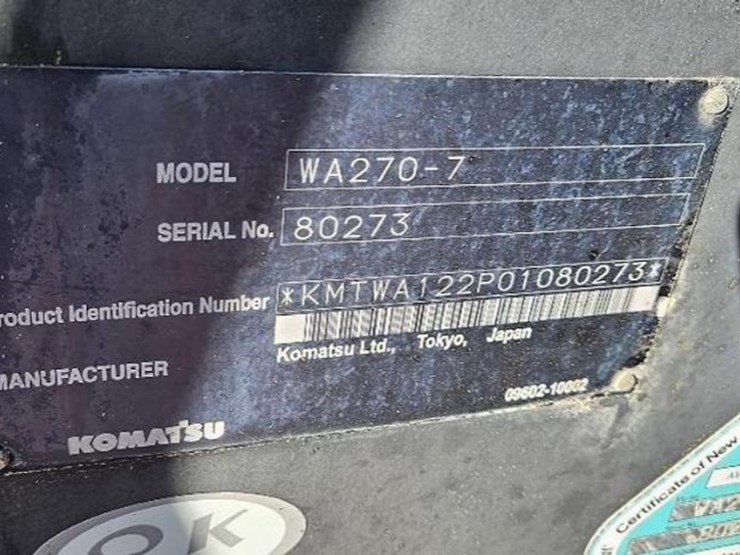 MODEL WA270-7
SERIAL No. 80273
roduct Identification Number *KMTWA122P01080273*
MANUFACTURER Komatsu Ltd., Tokyo, Japan
09602-10002
KOMATSU
OK
Certificate of New